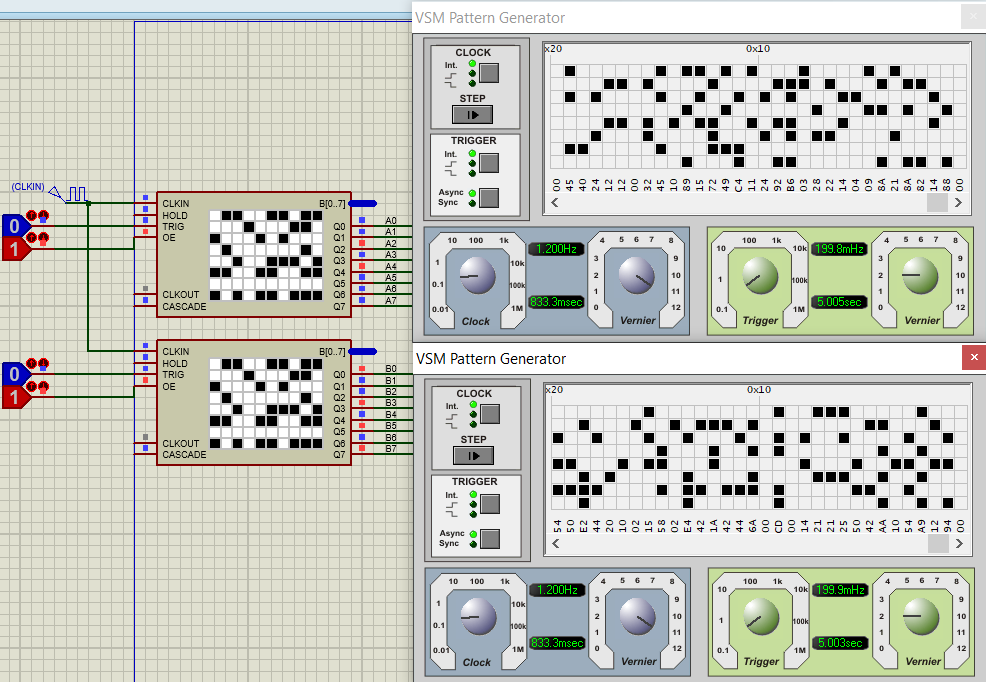 VSM Pattern Generator
CLOCK
Int.
STEP
TRIGGER
Int.
Async
Sync
x20 0x10
00 45 40 24 12 12 00 32 45 10 09 15 72 49 C4 11 24 92 B6 03 28 22 14 04 09 8A 21 8A 82 14 88 00
10 100 1k
1 10k
0.1 100k
0.01 1M
Clock
1.200Hz
833.3msec
4 5 6 7 8
3 9
2 10
1 11
0 12
Vernier
100 1k
10 10k
1 100k
0.1 1M
Trigger
199.8mHz
5.005sec
4 5 6 7 8
3 9
2 10
1 11
0 12
Vernier
(CLKIN)
0
1
CLKIN B[0..7]
HOLD
TRIG Q0 A0
OE Q1 A1
Q2 A2
Q3 A3
Q4 A4
Q5 A5
CLKOUT Q6 A6
CASCADE Q7 A7
0
1
CLKIN B[0..7]
HOLD
TRIG Q0 B0
OE Q1 B1
Q2 B2
Q3 B3
Q4 B4
Q5 B5
CLKOUT Q6 B6
CASCADE Q7 B7
VSM Pattern Generator
CLOCK
Int.
STEP
TRIGGER
Int.
Async
Sync
x20 0x10
54 50 E2 44 20 10 02 15 58 02 E4 42 1A 42 44 6A 00 CD 00 14 21 21 25 50 42 AA 10 54 A9 12 94 00
10 100 1k
1 10k
0.1 100k
0.01 1M
Clock
1.200Hz
833.3msec
4 5 6 7 8
3 9
2 10
1 11
0 12
Vernier
10 100 1k 10k
1 100k
0.1 1M
Trigger
199.9mHz
5.003sec
4 5 6 7 8
3 9
2 10
1 11
0 12
Vernier